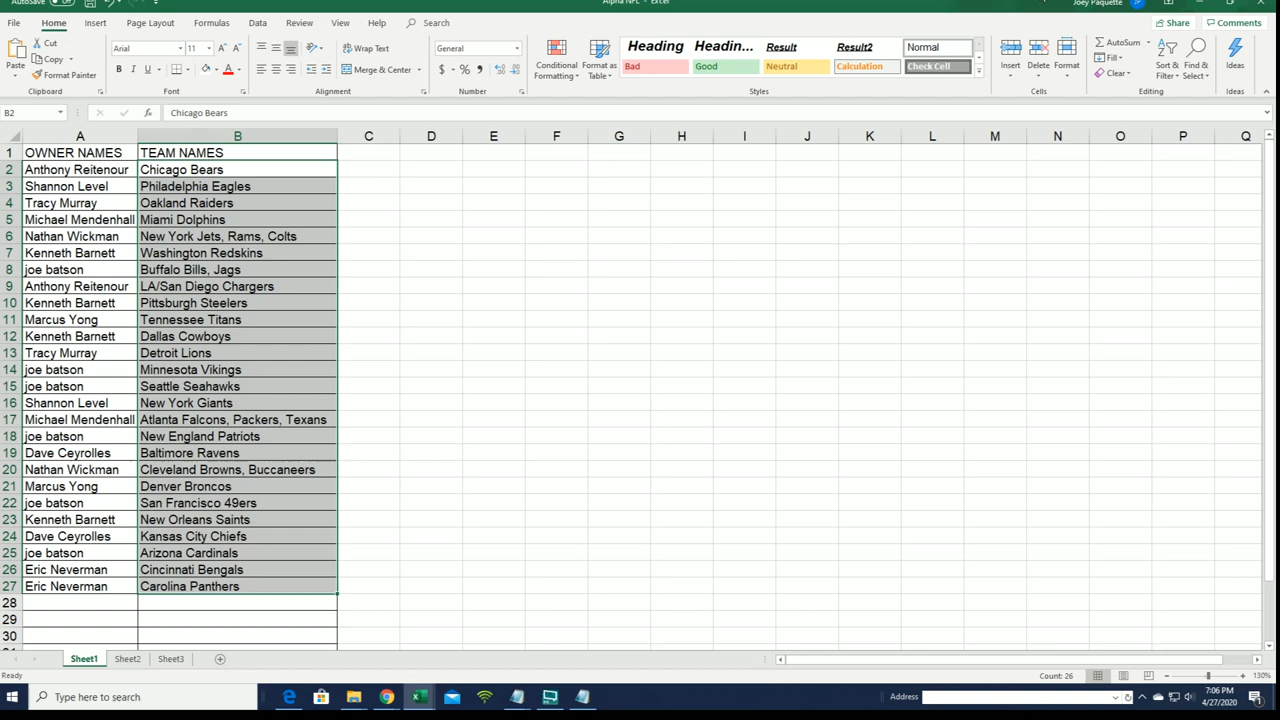 AutoSave Off Alpha NFL - Excel Joey Paquette JP
File Home Insert Page Layout Formulas Data Review View Help Search Share Comments
Cut Arial 11 Wrap Text General Heading Headin... Result Result2 Normal AutoSum
Copy Fill
Paste Format Painter Merge & Center Conditional Formatting Format as Table Bad Good Neutral Calculation Check Cell Insert Delete Format Clear Sort & Filter Find & Select Ideas
Clipboard Font Alignment Number Styles Cells Editing Ideas
B2 Chicago Bears
A B C D E F G H I J K L M N O P Q
1 OWNER NAMES TEAM NAMES
2 Anthony Reitenour Chicago Bears
3 Shannon Level Philadelphia Eagles
4 Tracy Murray Oakland Raiders
5 Michael Mendenhall Miami Dolphins
6 Nathan Wickman New York Jets, Rams, Colts
7 Kenneth Barnett Washington Redskins
8 joe batson Buffalo Bills, Jags
9 Anthony Reitenour LA/San Diego Chargers
10 Kenneth Barnett Pittsburgh Steelers
11 Marcus Yong Tennessee Titans
12 Kenneth Barnett Dallas Cowboys
13 Tracy Murray Detroit Lions
14 joe batson Minnesota Vikings
15 joe batson Seattle Seahawks
16 Shannon Level New York Giants
17 Michael Mendenhall Atlanta Falcons, Packers, Texans
18 joe batson New England Patriots
19 Dave Ceyrolles Baltimore Ravens
20 Nathan Wickman Cleveland Browns, Buccaneers
21 Marcus Yong Denver Broncos
22 joe batson San Francisco 49ers
23 Kenneth Barnett New Orleans Saints
24 Dave Ceyrolles Kansas City Chiefs
25 joe batson Arizona Cardinals
26 Eric Neverman Cincinnati Bengals
27 Eric Neverman Carolina Panthers
28
29
30
Sheet1 Sheet2 Sheet3
Ready Count: 26 130%
Type here to search Address 7:06 PM
4/27/2020